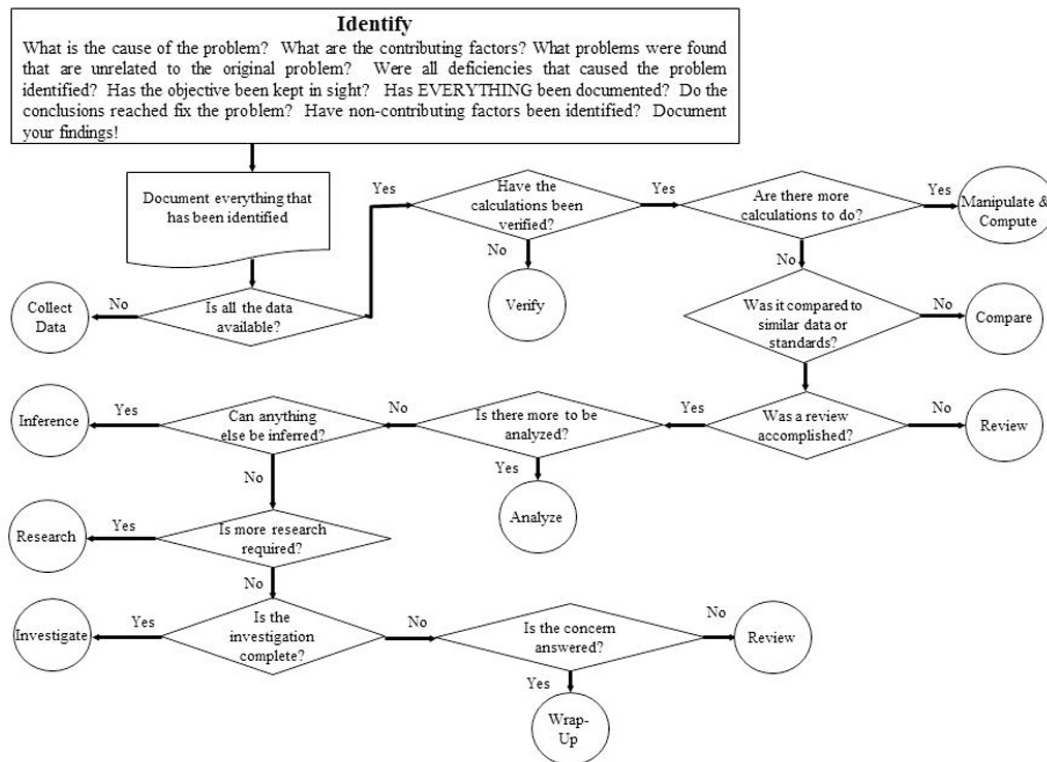 Identify
What is the cause of the problem? What are the contributing factors? What problems were found
that are unrelated to the original problem? Were all deficiencies that caused the problem
identified? Has the objective been kept in sight? Has EVERYTHING been documented? Do the
conclusions reached fix the problem? Have non-contributing factors been identified? Document
your findings!
Document everything that
has been identified
Yes
Have the
calculations been
verified?
Yes
Are there more
calculations to do?
Yes
Manipulate &
Compute
No
Verify
No
Collect
Data
No
Is all the data
available?
Was it compared to
similar data or
standards?
No
Compare
Inference
Yes
Can anything
else be inferred?
No
Is there more to be
analyzed?
Yes
Was a review
accomplished?
No
Review
Yes
Analyze
No
Research
Yes
Is more research
required?
No
Investigate
Yes
Is the
investigation
complete?
No
Is the concern
answered?
No
Review
Yes
Wrap-
Up